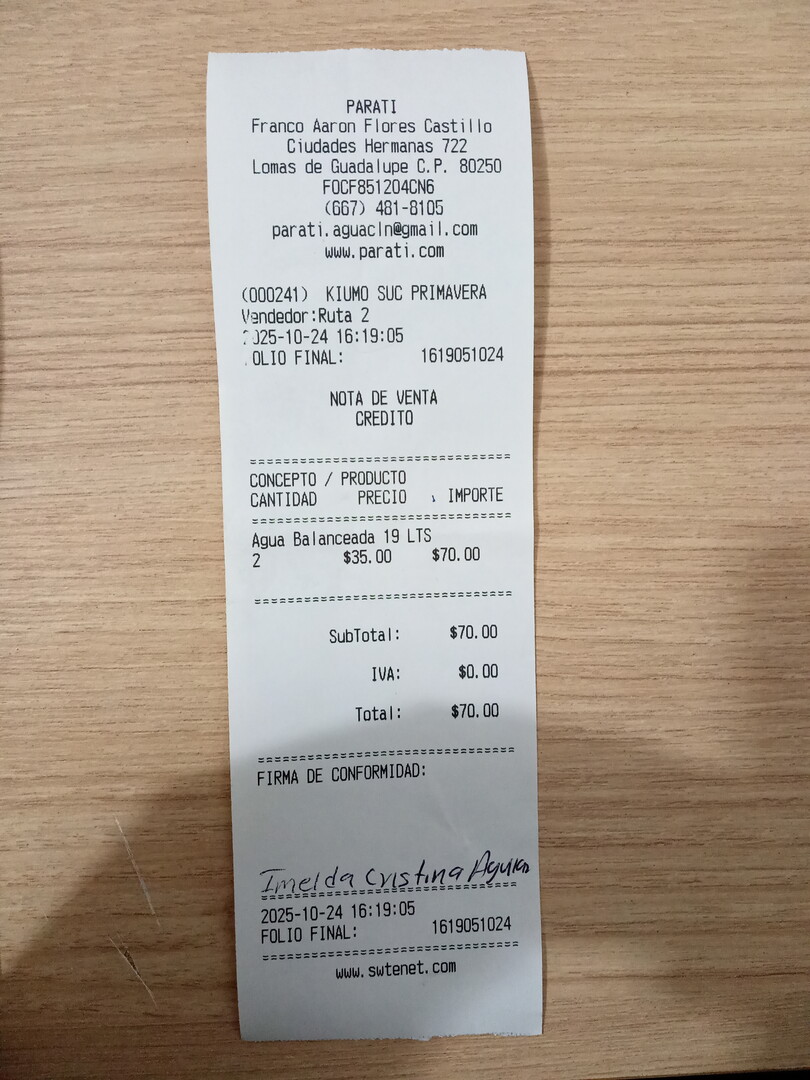 PARATI
Franco Aaron Flores Castillo
Ciudades Hermanas 722
Lomas de Guadalupe C.P. 80250
FOCF851204CN6
(667) 481-8105
parati.aguacln@gmail.com
www.parati.com
(000241) KIUMO SUC PRIMAVERA
Vendedor:Ruta 2
2025-10-24 16:19:05
FOLIO FINAL: 1619051024
NOTA DE VENTA
CREDITO
==============================
CONCEPTO / PRODUCTO
CANTIDAD PRECIO IMPORTE
==============================
Agua Balanceada 19 LTS
2 $35.00 $70.00
==============================
SubTotal: $70.00
IVA: $0.00
Total: $70.00
==============================
FIRMA DE CONFORMIDAD:
Imelda Cristina Aguilar
==============================
2025-10-24 16:19:05
FOLIO FINAL: 1619051024
==============================
www.swtenet.com